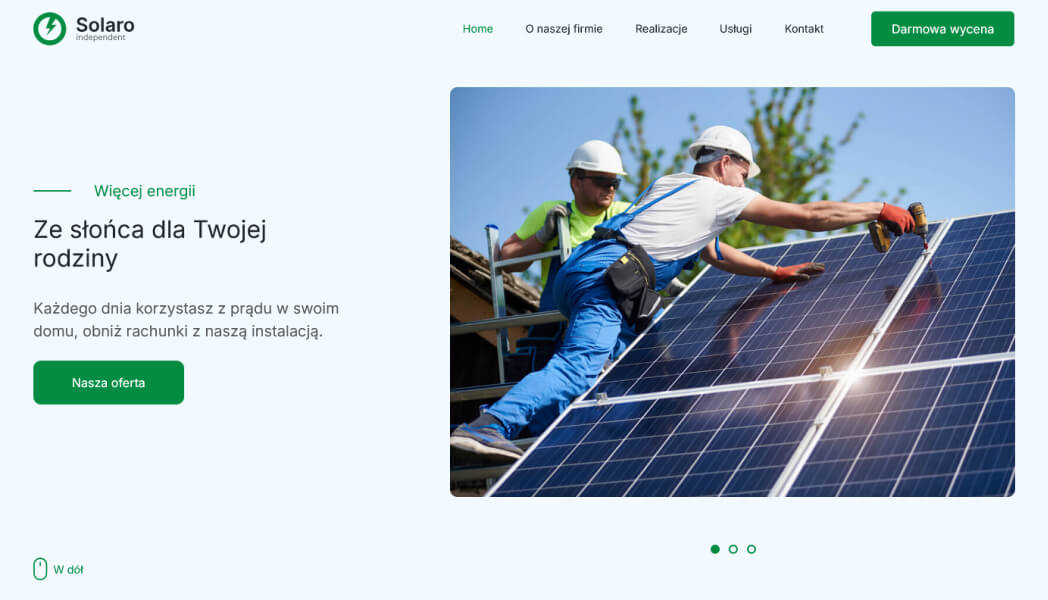 Solaro
independent
Home
O naszej firmie
Realizacje
Usługi
Kontakt
Darmowa wycena
Więcej energii
Ze słońca dla Twojej
rodziny
Każdego dnia korzystasz z prądu w swoim
domu, obniż rachunki z naszą instalacją.
Nasza oferta
W dół